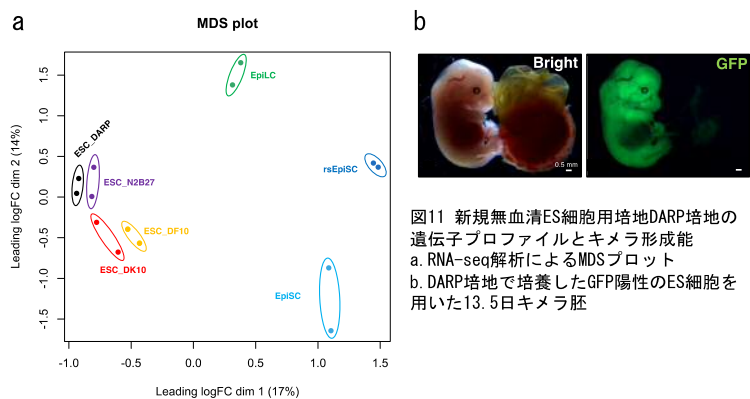 a
MDS plot
Leading logFC dim 2 (14%)
1.5
1.0
0.5
0.0
-0.5
-1.0
-1.5
EpiLC
ESC_DARP
ESC_N2B27
rsEpiSC
ESC_DF10
ESC_DK10
EpiSC
-1.0 -0.5 0.0 0.5 1.0 1.5
Leading logFC dim 1 (17%)
b
Bright
GFP
0.5 mm
図11 新規無血清ES細胞用培地DARP培地の
遺伝子プロファイルとキメラ形成能
a.RNA-seq解析によるMDSプロット
b.DARP培地で培養したGFP陽性のES細胞を
用いた13.5日キメラ胚